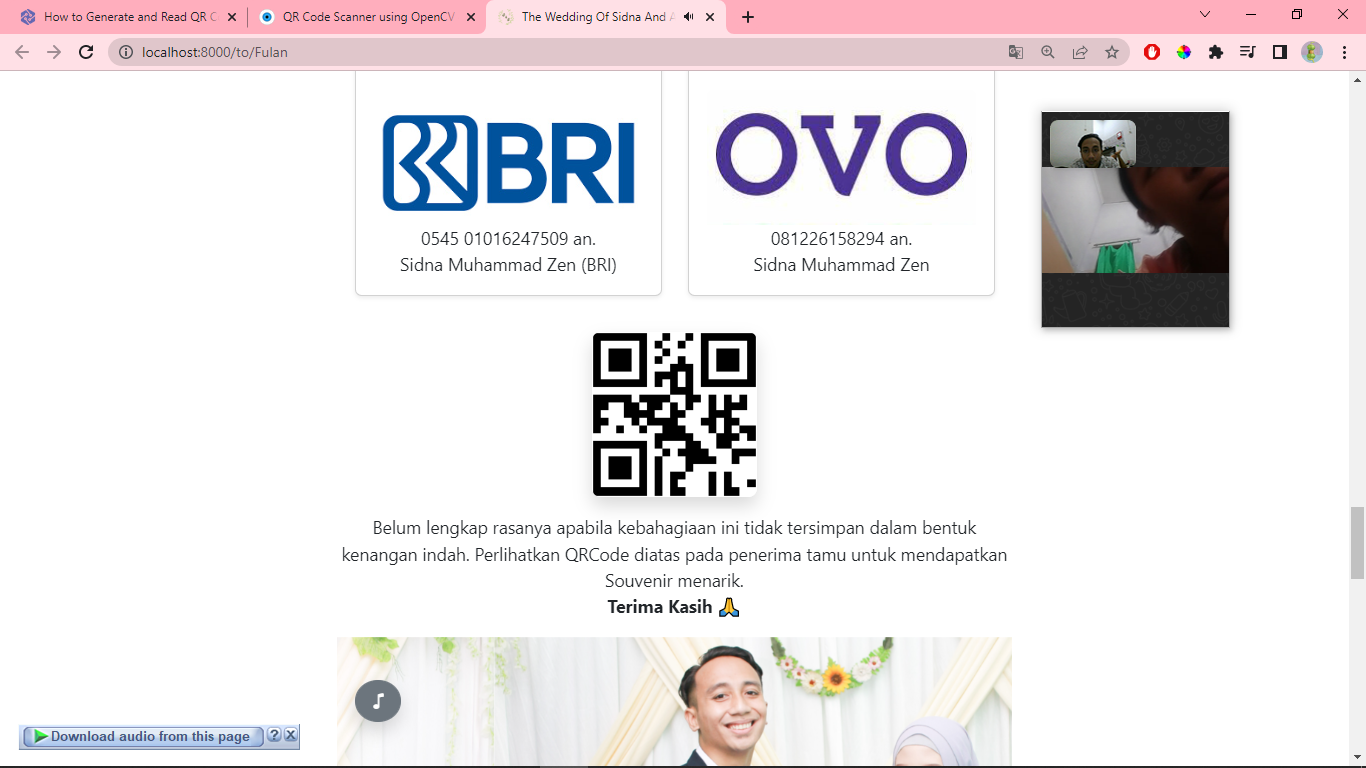 How to Generate and Read QR C
QR Code Scanner using OpenCV
The Wedding Of Sidna And A
localhost:8000/to/Fulan
BRI
OVO
0545 01016247509 an.
Sidna Muhammad Zen (BRI)
081226158294 an.
Sidna Muhammad Zen
Belum lengkap rasanya apabila kebahagiaan ini tidak tersimpan dalam bentuk
kenangan indah. Perlihatkan QRCode diatas pada penerima tamu untuk mendapatkan
Souvenir menarik.
Terima Kasih 🙏
Download audio from this page ? X